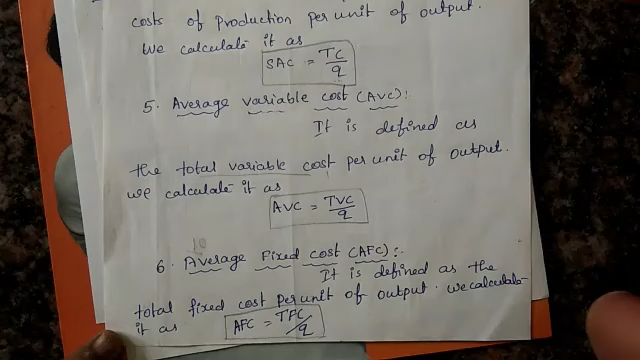 costs of production per unit of output.
We calculate it as
SAC = TC/q
5. Average variable cost (AVC):
It is defined as
the total variable cost per unit of output.
we calculate it as
AVC = TVC/q
6. Average Fixed cost (AFC):-
It is defined as the
total fixed cost per unit of output. we calculate
it as
AFC = TFC/q